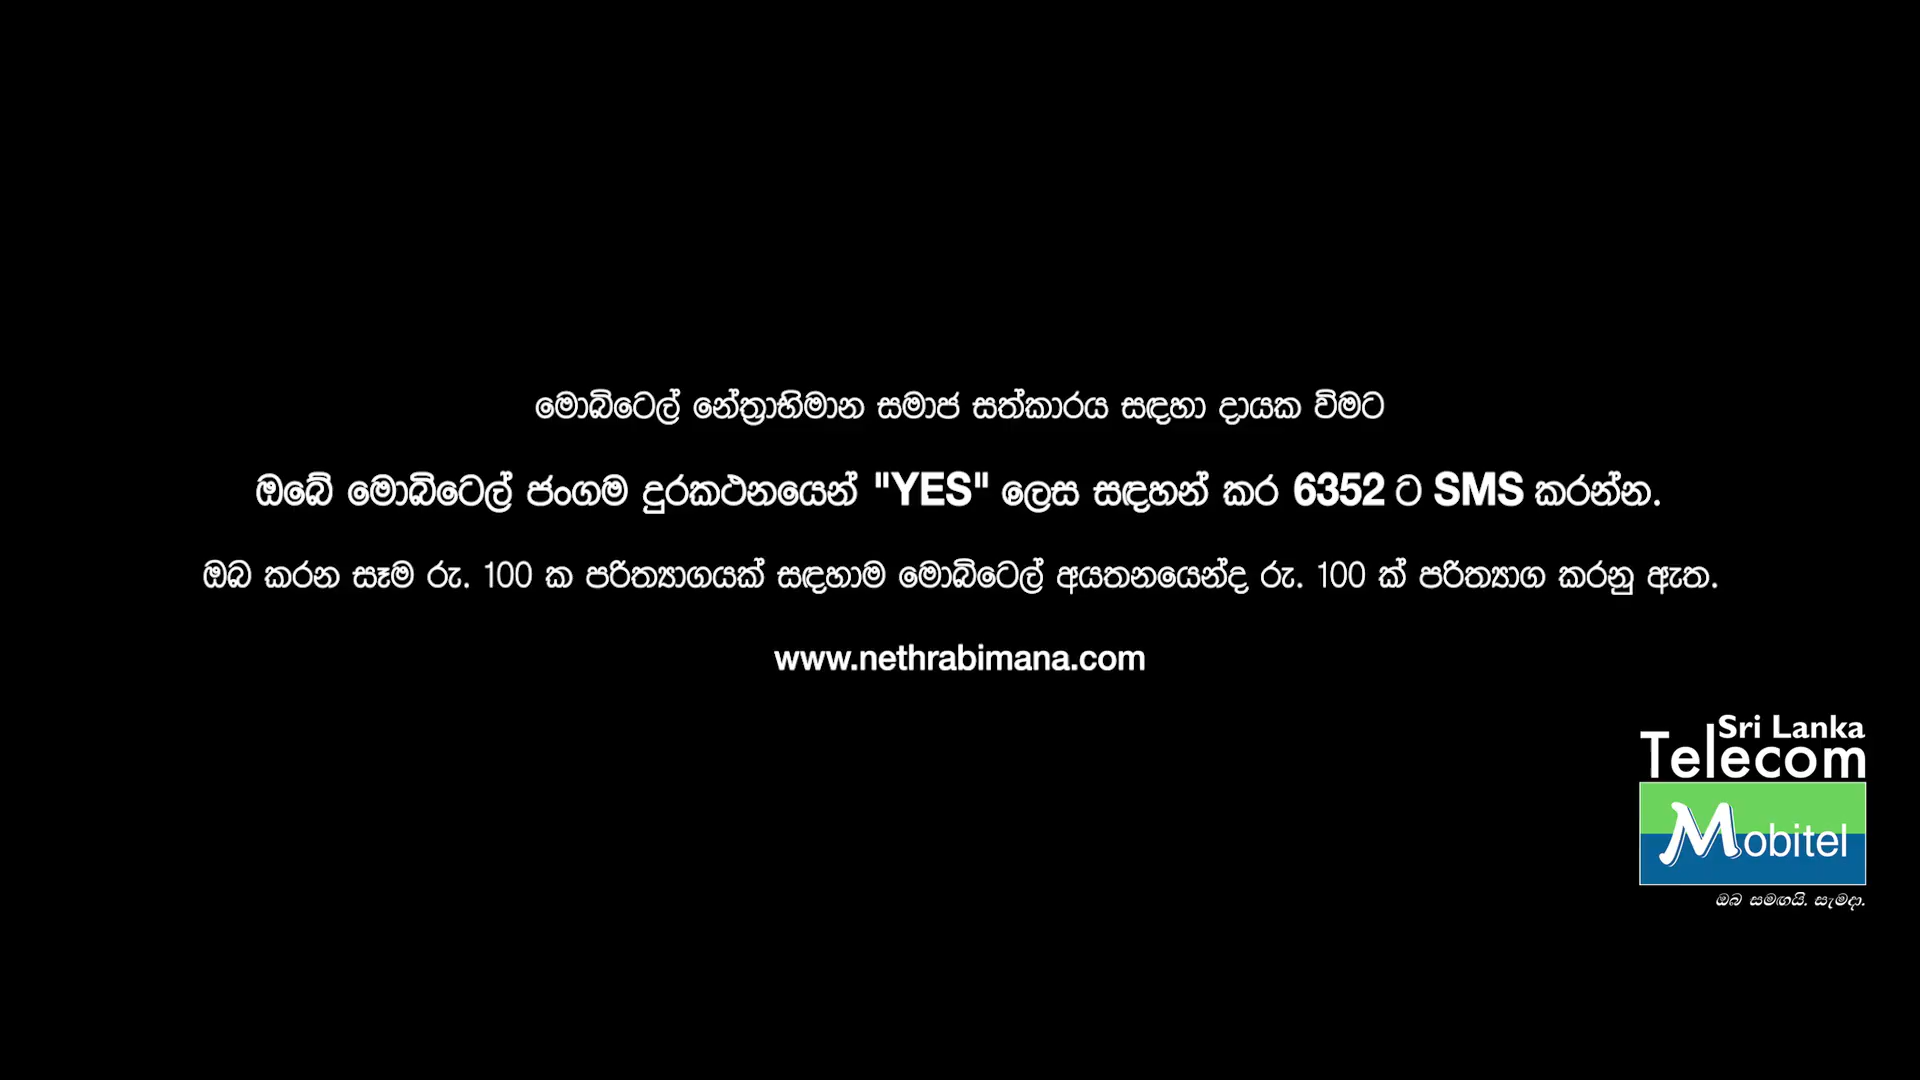 මොබිටෙල් නේත්‍රාභිමාන සමාජ සත්කාරය සඳහා දායක විමට
ඔබේ මොබිටෙල් ජංගම දුරකථනයෙන් "YES" ලෙස සඳහන් කර 6352 ට SMS කරන්න.
ඔබ කරන සෑම රු. 100 ක පරිත්‍යාගයක් සඳහාම මොබිටෙල් අයතනයෙන්ද රු. 100 ක් පරිත්‍යාග කරනු ඇත.
www.nethrabimana.com
Sri Lanka
Telecom
Mobitel
ඔබ සමඟයි. සැමදා.